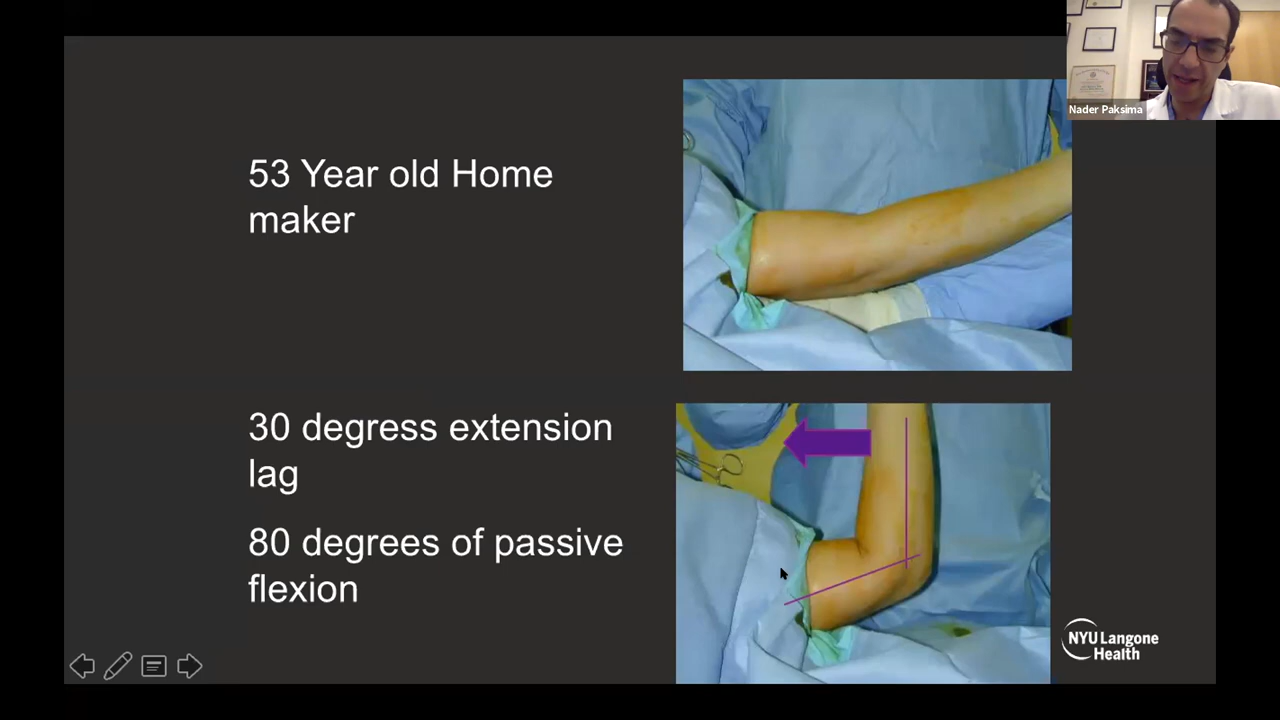 Nader Paksima
53 Year old Home
maker
30 degress extension
lag
80 degrees of passive
flexion
NYU Langone
Health